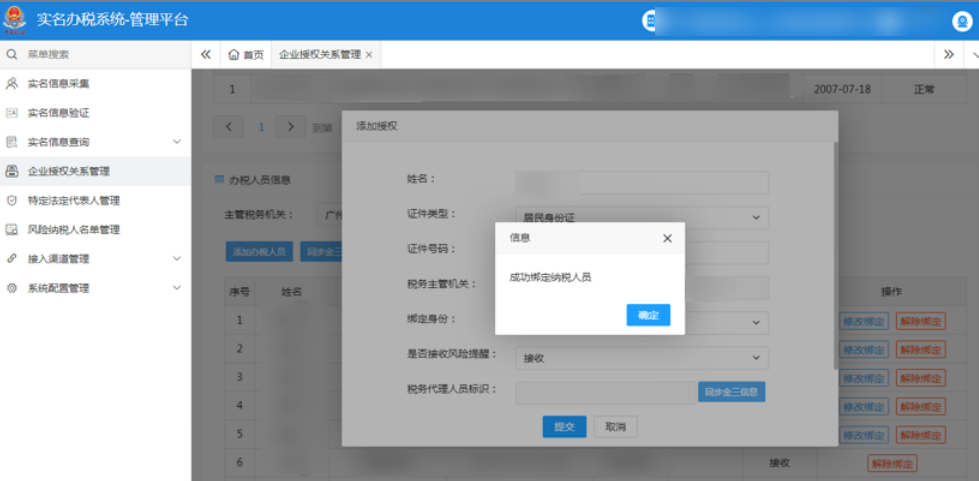 实名办税系统-管理平台
菜单搜索
首页 企业授权关系管理 ×
实名信息采集
实名信息验证
实名信息查询
企业授权关系管理
特定法定代表人管理
风险纳税人名单管理
接入渠道管理
系统配置管理
1 2007-07-18 正常
1 到第
添加授权
办税人员信息
姓名：
主管税务机关： 广州
证件类型： 居民身份证
添加办税人员 同步金三
证件号码：
信息
成功绑定纳税人员
确定
税务主管机关：
序号 姓名 操作
绑定身份：
1 修改绑定 解除绑定
是否接收风险提醒： 接收
2 修改绑定 解除绑定
税务代理人员标识： 同步金三信息
3 修改绑定 解除绑定
4 修改绑定 解除绑定
提交 取消
5 修改绑定 解除绑定
6 接收 解除绑定